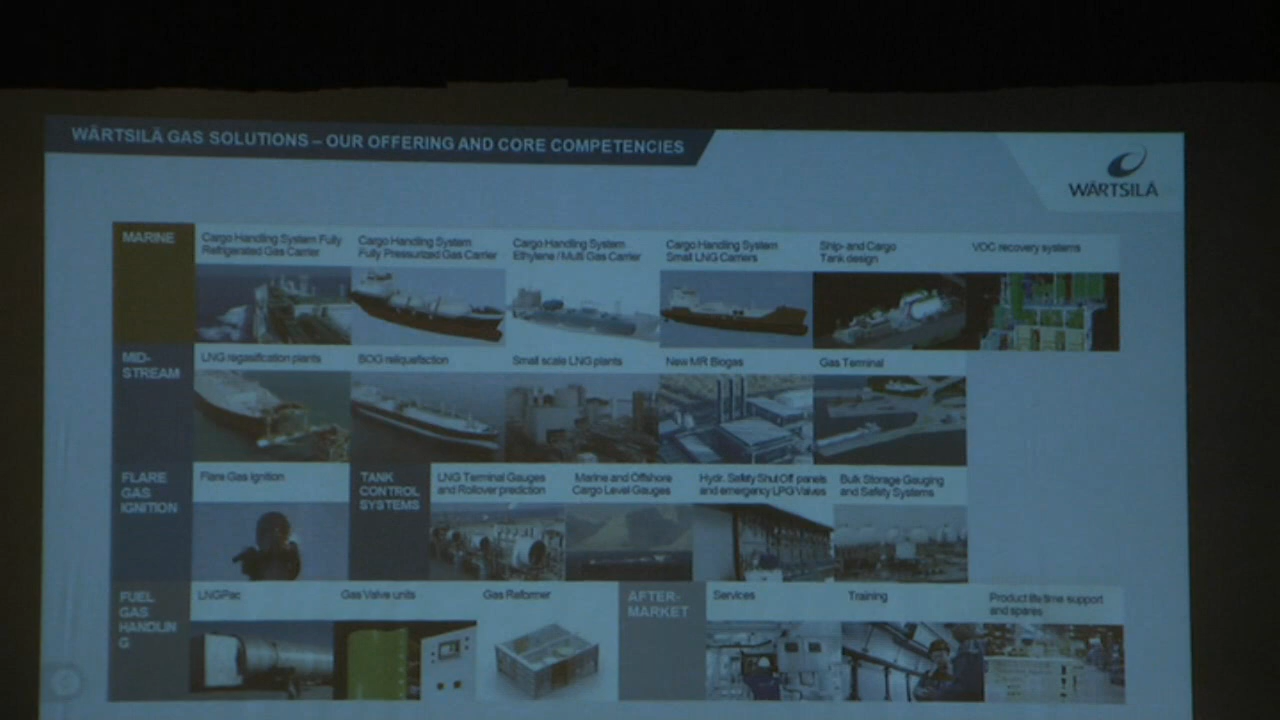 WÄRTSILÄ GAS SOLUTIONS – OUR OFFERING AND CORE COMPETENCIES
WÄRTSILÄ
MARINE
Cargo Handling System Fully
Refrigerated Gas Carrier
Cargo Handling System
Fully Pressurized Gas Carrier
Cargo Handling System
Ethylene / Multi Gas Carrier
Cargo Handling System
Small LNG Carriers
Ship- and Cargo
Tank design
VOC recovery systems
MID-
STREAM
LNG regasification plants
BOG reliquefaction
Small scale LNG plants
New MR Biogas
Gas Terminal
FLARE
GAS
IGNITION
Flare Gas Ignition
TANK
CONTROL
SYSTEMS
LNG Terminal Gauges
and Rollover prediction
Marine and Offshore
Cargo Level Gauges
Hydr. Safety Shut Off panels
and emergency LPG Valves
Bulk Storage Gauging
and Safety Systems
FUEL
GAS
HANDLIN
G
LNGPac
Gas Valve units
Gas Reformer
AFTER-
MARKET
Services
Training
Product life time support
and spares